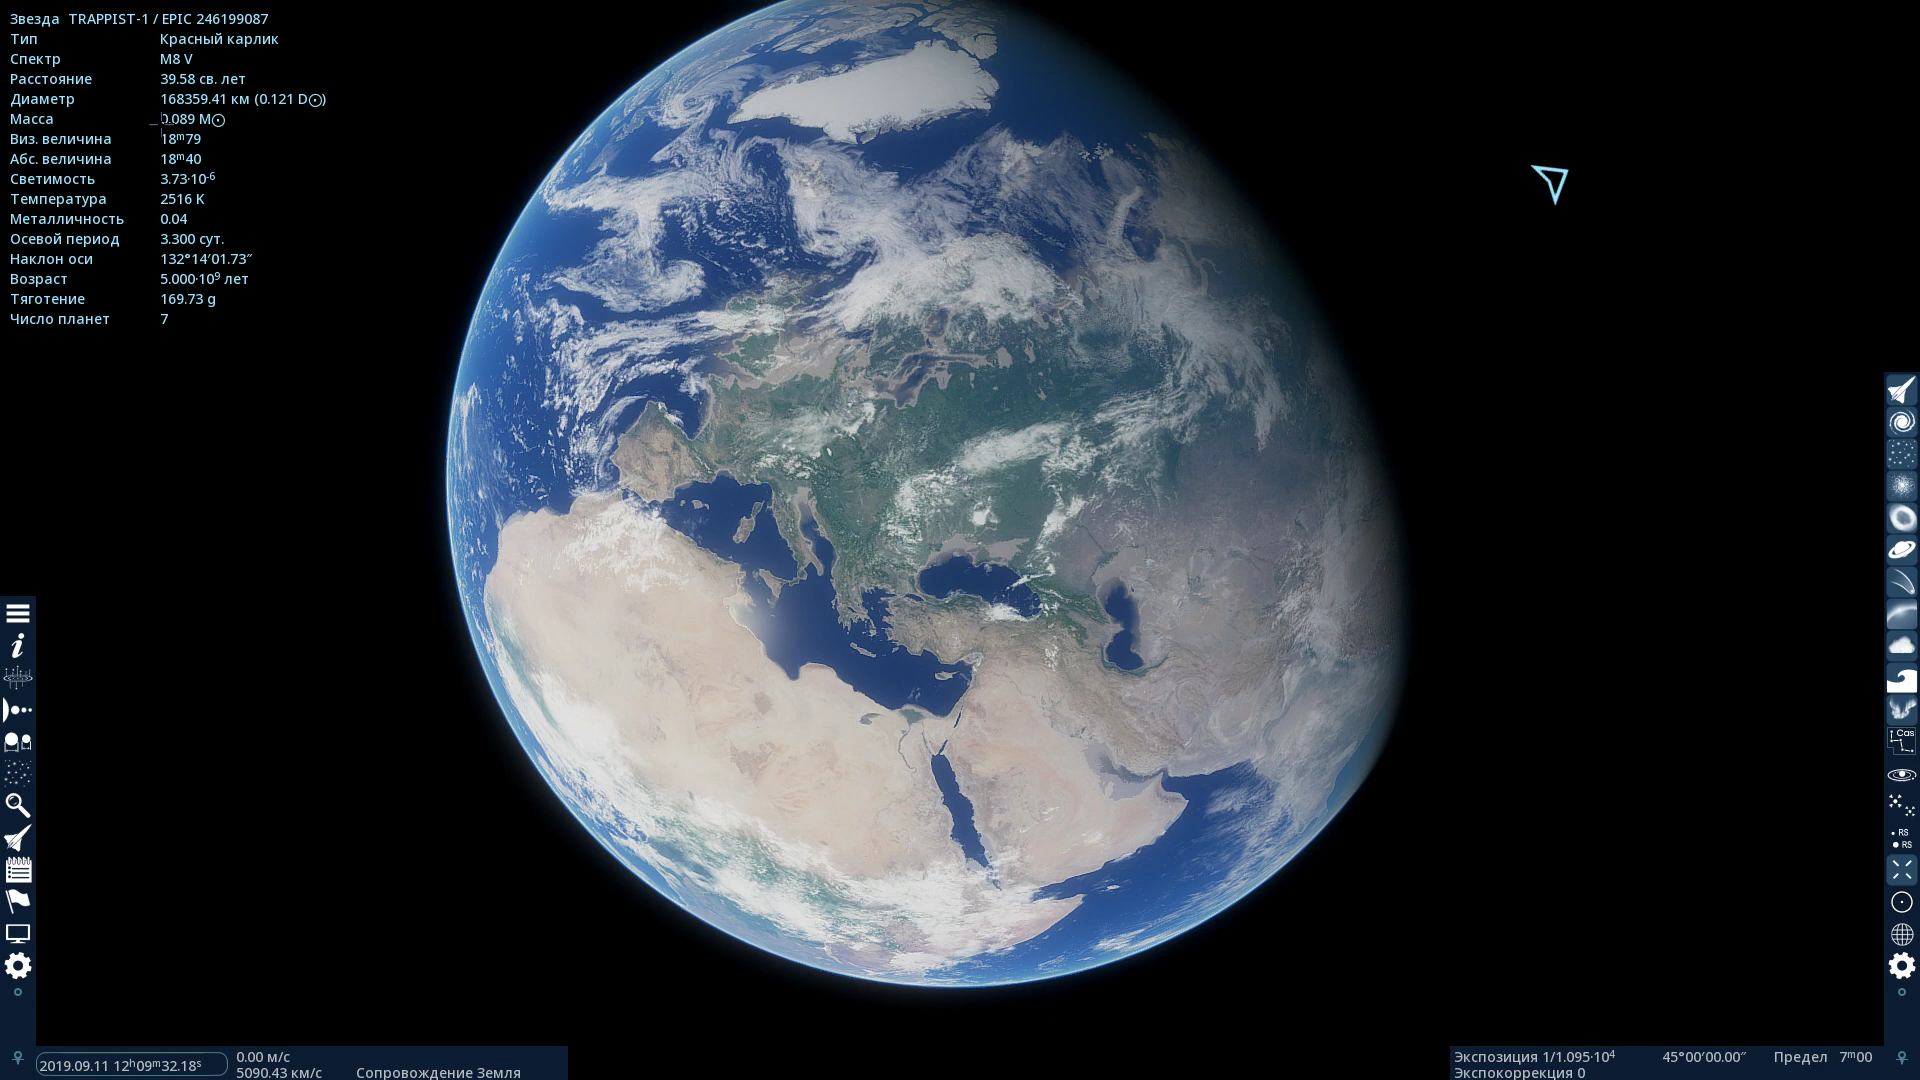 Звезда TRAPPIST-1 / EPIC 246199087
Тип Красный карлик
Спектр M8 V
Расстояние 39.58 св. лет
Диаметр 168359.41 км (0.121 D☉)
Масса 0.089 M☉
Виз. величина 18ᵐ79
Абс. величина 18ᵐ40
Светимость 3.73·10⁻⁶
Температура 2516 K
Металличность 0.04
Осевой период 3.300 сут.
Наклон оси 132°14′01.73″
Возраст 5.000·10⁹ лет
Тяготение 169.73 g
Число планет 7
Cas
RS
RS
2019.09.11 12ʰ09ᵐ32.18ˢ
0.00 м/с
5090.43 км/с Сопровождение Земля
Экспозиция 1/1.095·10⁴ 45°00′00.00″ Предел 7ᵐ00
Экспокоррекция 0